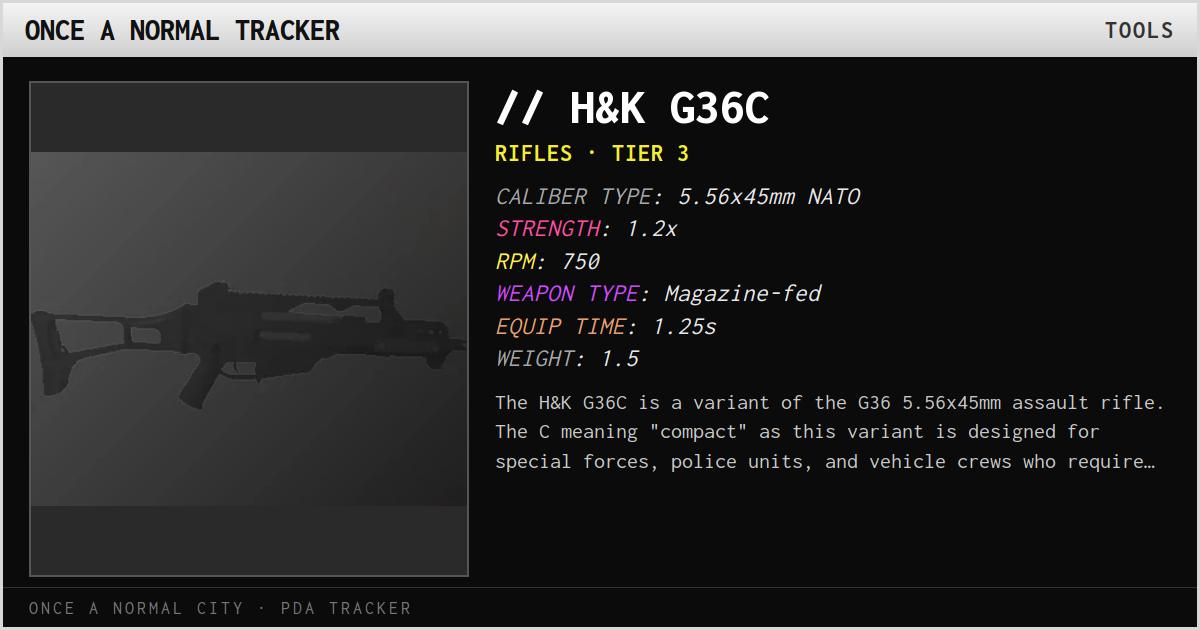 ONCE A NORMAL TRACKER
TOOLS
// H&K G36C
RIFLES · TIER 3
CALIBER TYPE: 5.56x45mm NATO
STRENGTH: 1.2x
RPM: 750
WEAPON TYPE: Magazine-fed
EQUIP TIME: 1.25s
WEIGHT: 1.5
The H&K G36C is a variant of the G36 5.56x45mm assault rifle.
The C meaning "compact" as this variant is designed for
special forces, police units, and vehicle crews who require…
ONCE A NORMAL CITY · PDA TRACKER